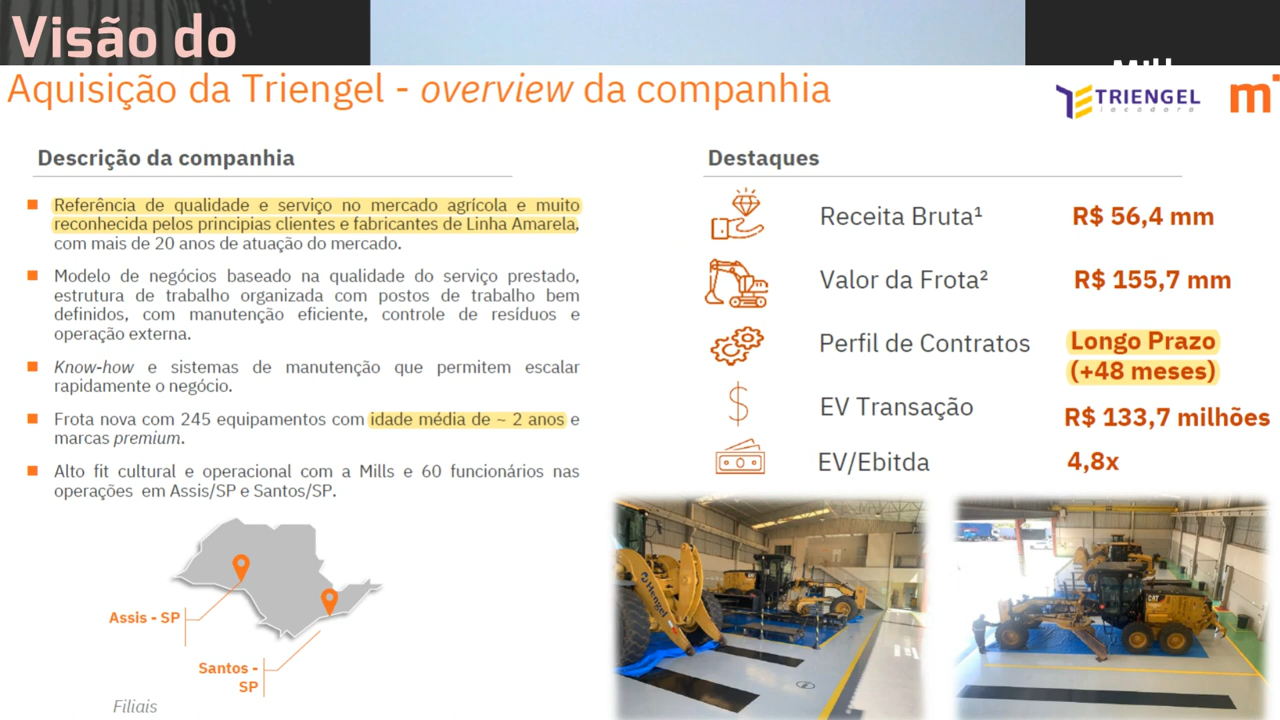 Visão do
Aquisição da Triengel - overview da companhia
TRIENGEL
locadora
m
Descrição da companhia
Referência de qualidade e serviço no mercado agrícola e muito
reconhecida pelos principias clientes e fabricantes de Linha Amarela,
com mais de 20 anos de atuação do mercado.
Modelo de negócios baseado na qualidade do serviço prestado,
estrutura de trabalho organizada com postos de trabalho bem
definidos, com manutenção eficiente, controle de resíduos e
operação externa.
Know-how e sistemas de manutenção que permitem escalar
rapidamente o negócio.
Frota nova com 245 equipamentos com idade média de ~ 2 anos e
marcas premium.
Alto fit cultural e operacional com a Mills e 60 funcionários nas
operações em Assis/SP e Santos/SP.
Assis - SP
Santos -
SP
Filiais
Destaques
Receita Bruta¹ R$ 56,4 mm
Valor da Frota² R$ 155,7 mm
Perfil de Contratos Longo Prazo
(+48 meses)
EV Transação R$ 133,7 milhões
EV/Ebitda 4,8x
Triengel
CAT